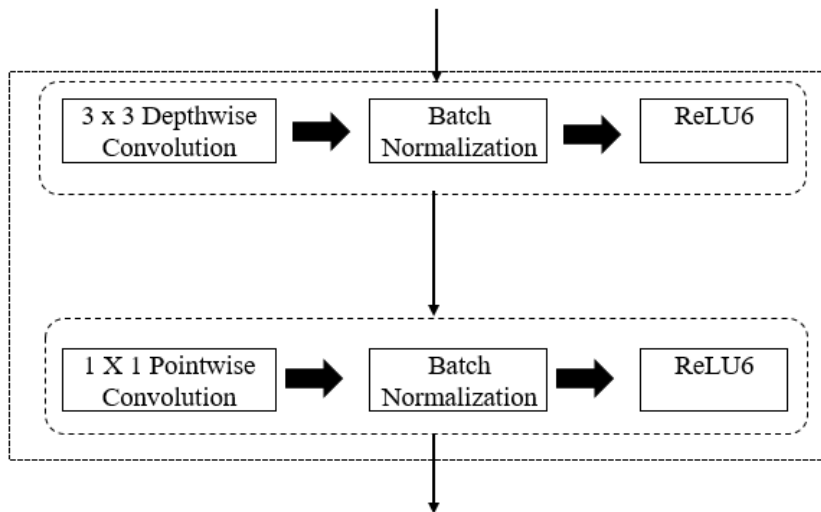 3 x 3 Depthwise
Convolution
Batch
Normalization
ReLU6
1 X 1 Pointwise
Convolution
Batch
Normalization
ReLU6